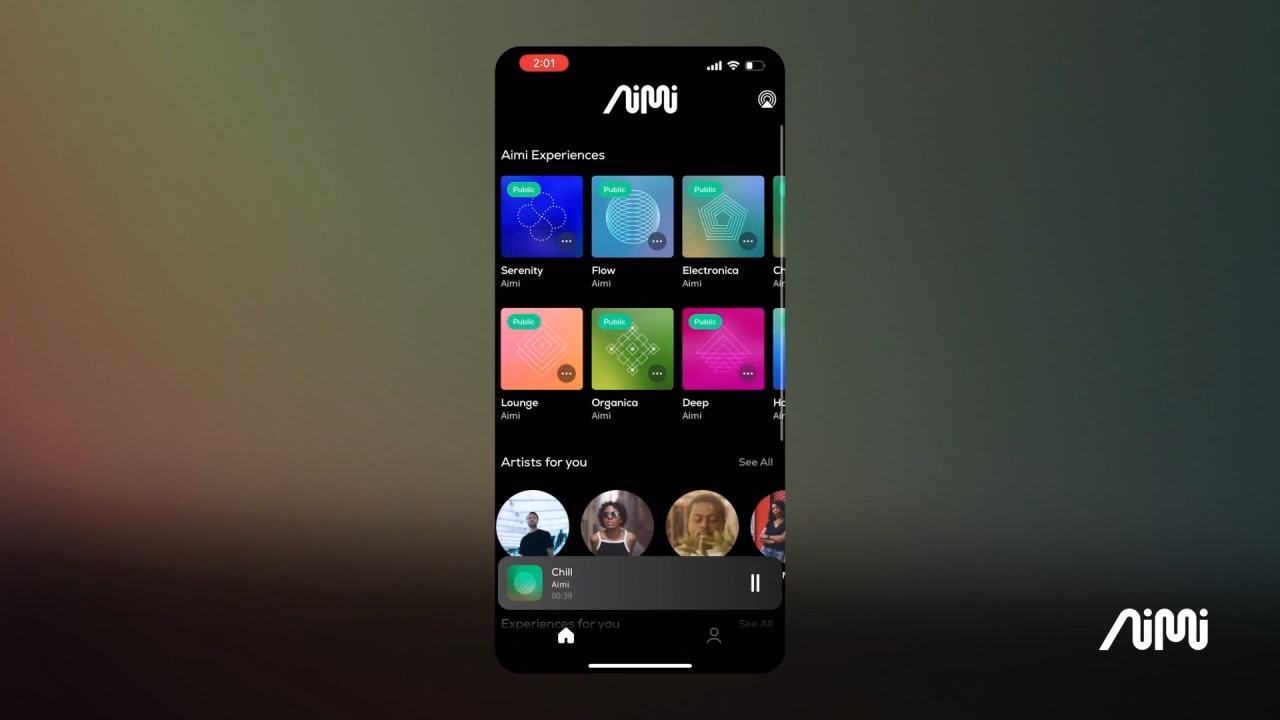 2:01
Aimi
Aimi Experiences
Public
Public
Public
Serenity
Flow
Electronica
Aimi
Aimi
Aimi
Public
Public
Public
Lounge
Organica
Deep
Aimi
Aimi
Aimi
Artists for you
See All
Chill
Aimi
00:39
Experiences for you
See All
Aimi